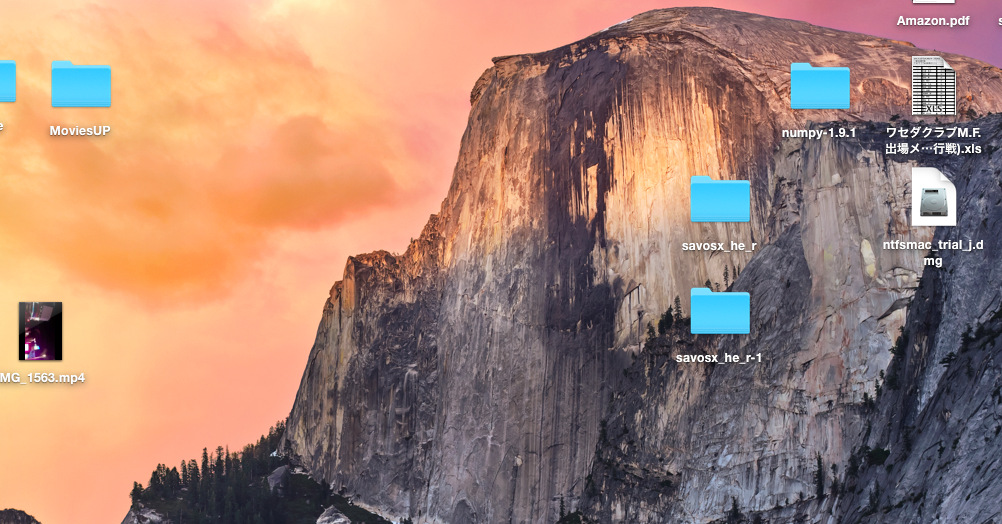 Amazon.pdf
MoviesUP
numpy-1.9.1
ワセダクラブM.F.
出場メ…行戦).xls
savosx_he_r
ntfsmac_trial_j.d
mg
savosx_he_r-1
MG_1563.mp4
XLS